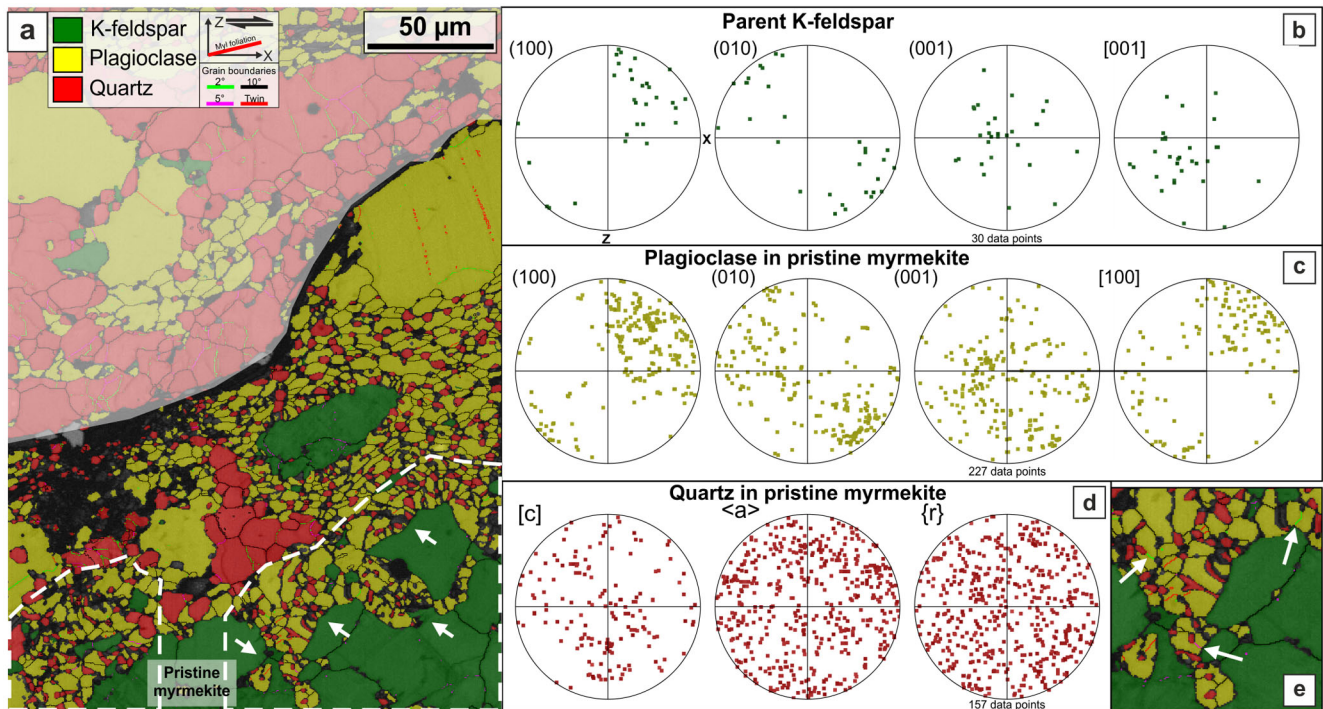 a
K-feldspar
Plagioclase
Quartz
Z
Myl foliation
X
Grain boundaries
2° 10°
5° Twin
50 µm
Pristine
myrmekite
Parent K-feldspar
b
(100) (010) (001) [001]
X
Z
30 data points
Plagioclase in pristine myrmekite
c
(100) (010) (001) [100]
227 data points
Quartz in pristine myrmekite
d
[c] <a> {r}
157 data points
e